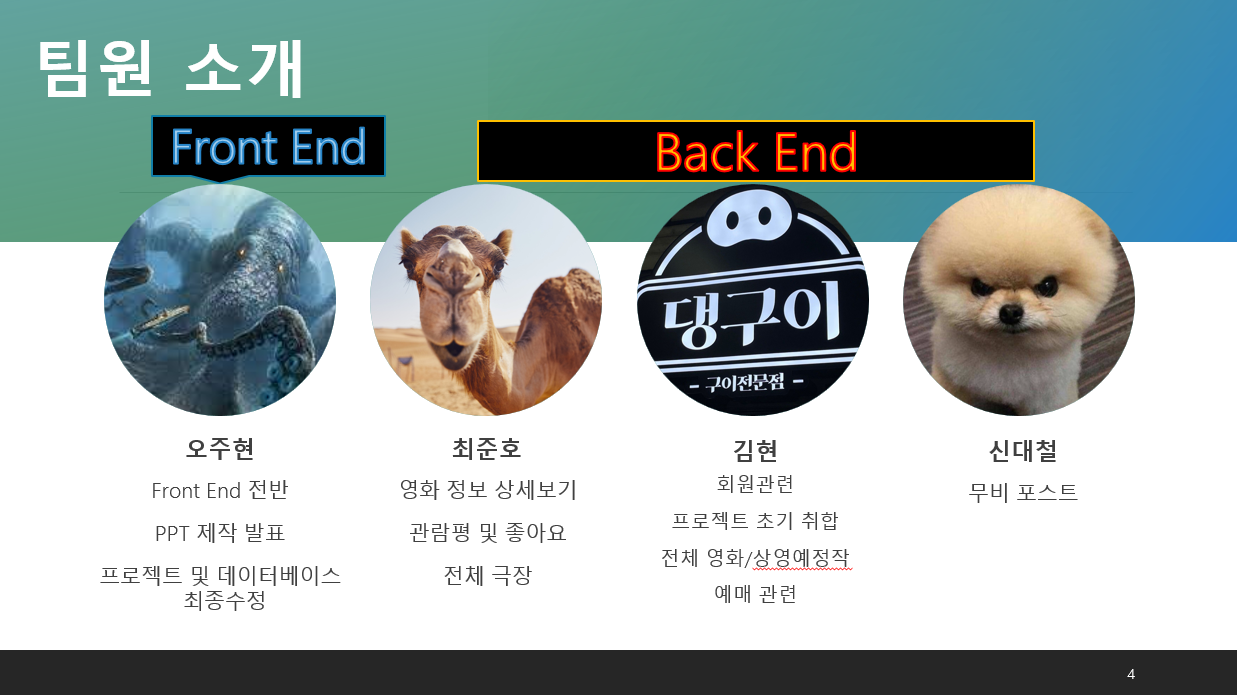 팀원 소개
Front End
Back End
댕구이
- 구이전문점 -
오주현
Front End 전반
PPT 제작 발표
프로젝트 및 데이터베이스
최종수정
최준호
영화 정보 상세보기
관람평 및 좋아요
전체 극장
김현
회원관련
프로젝트 초기 취합
전체 영화/상영예정작
예매 관련
신대철
무비 포스트
4